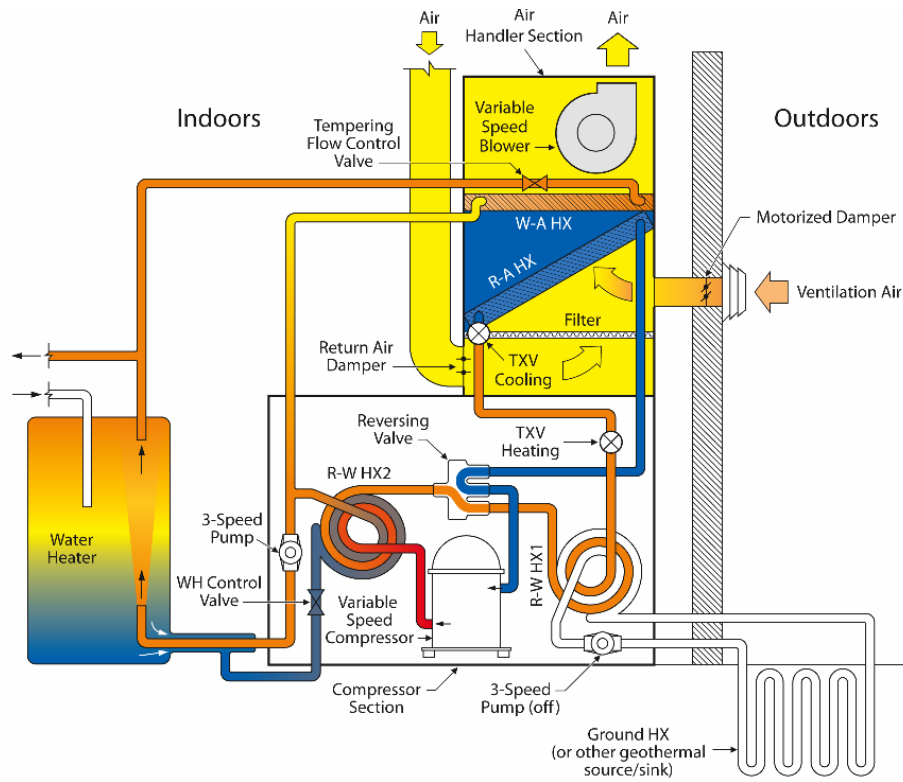 Air
Air
Handler Section
Air
Indoors
Outdoors
Tempering
Flow Control
Valve
Variable
Speed
Blower
W-A HX
R-A HX
Motorized Damper
Ventilation Air
Filter
Return Air
Damper
TXV
Cooling
Reversing
Valve
TXV
Heating
R-W HX2
3-Speed
Pump
Water
Heater
WH Control
Valve
Variable
Speed
Compressor
R-W HX1
Compressor
Section
3-Speed
Pump (off)
Ground HX
(or other geothermal
source/sink)